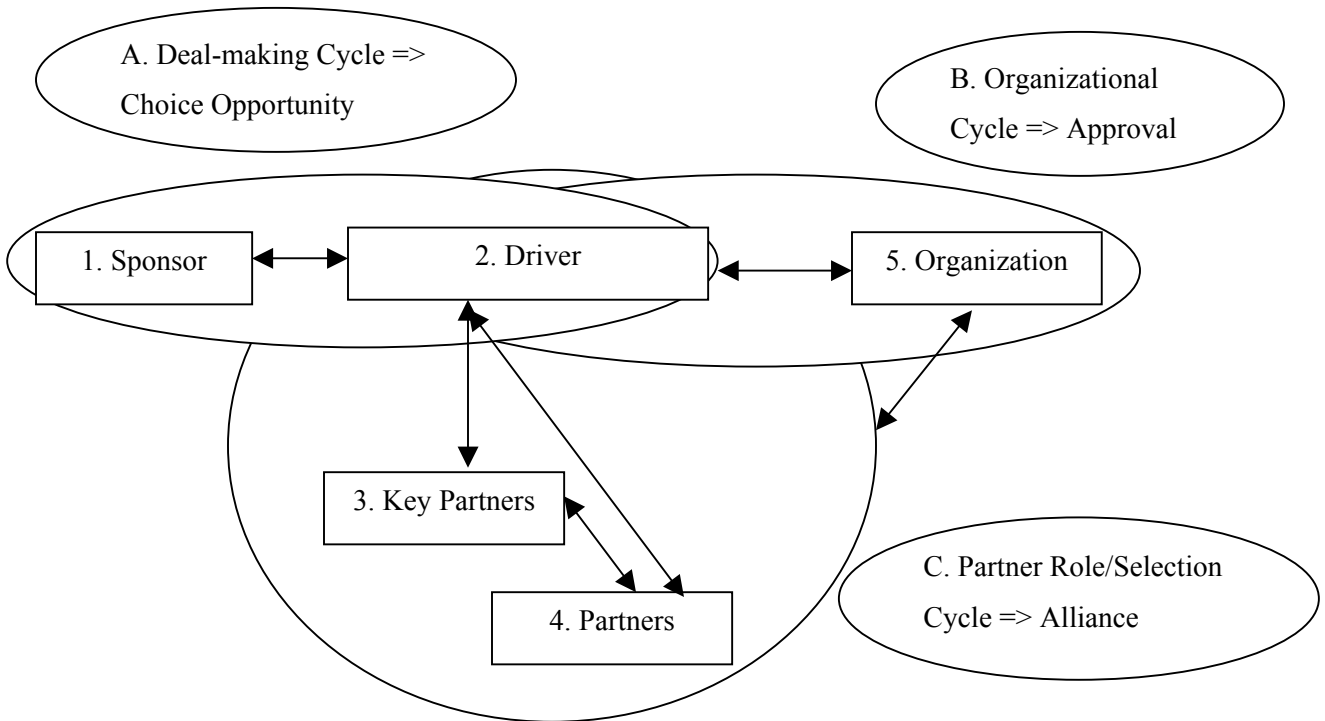 A. Deal-making Cycle =>
Choice Opportunity
B. Organizational
Cycle => Approval
1. Sponsor
2. Driver
5. Organization
3. Key Partners
4. Partners
C. Partner Role/Selection
Cycle => Alliance